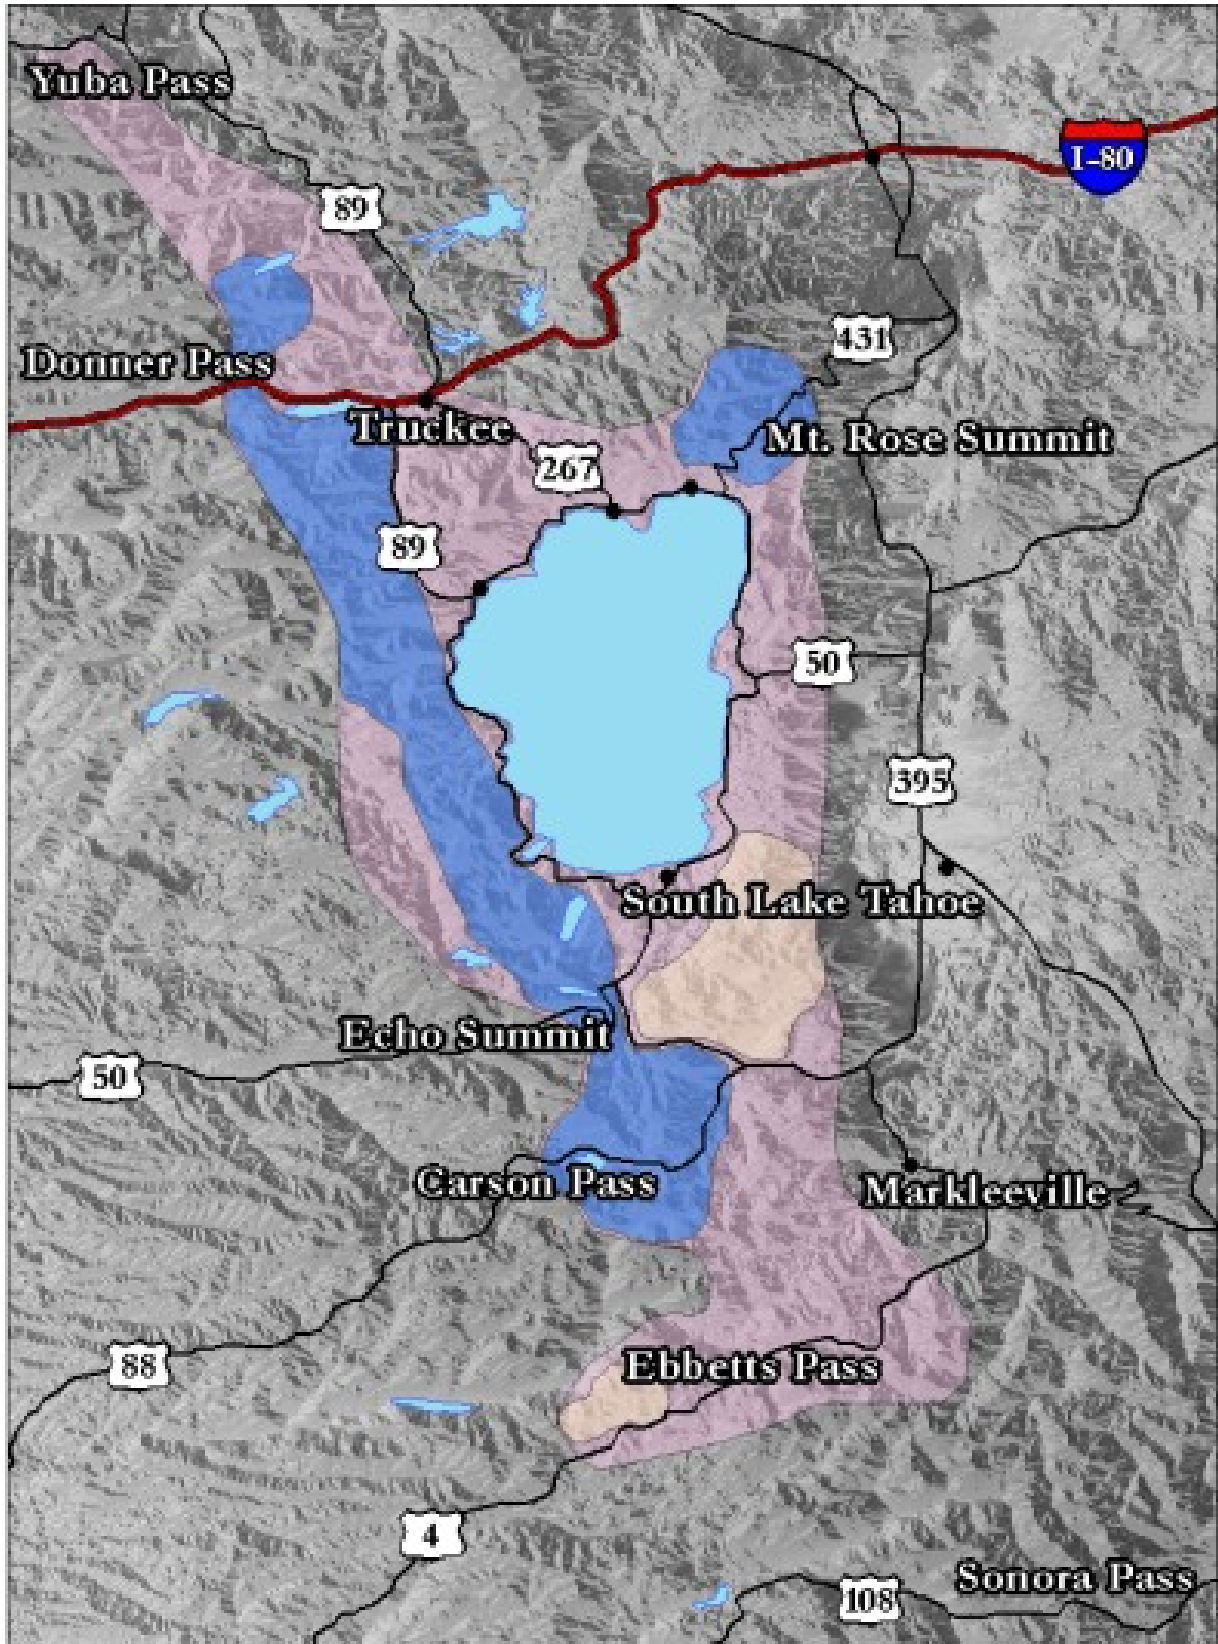 Yuba Pass
I-80
89
431
Donner Pass
Truckee
Mt. Rose Summit
267
89
50
395
South Lake Tahoe
Echo Summit
50
Carson Pass
Markleeville
88
Ebbetts Pass
4
Sonora Pass
108